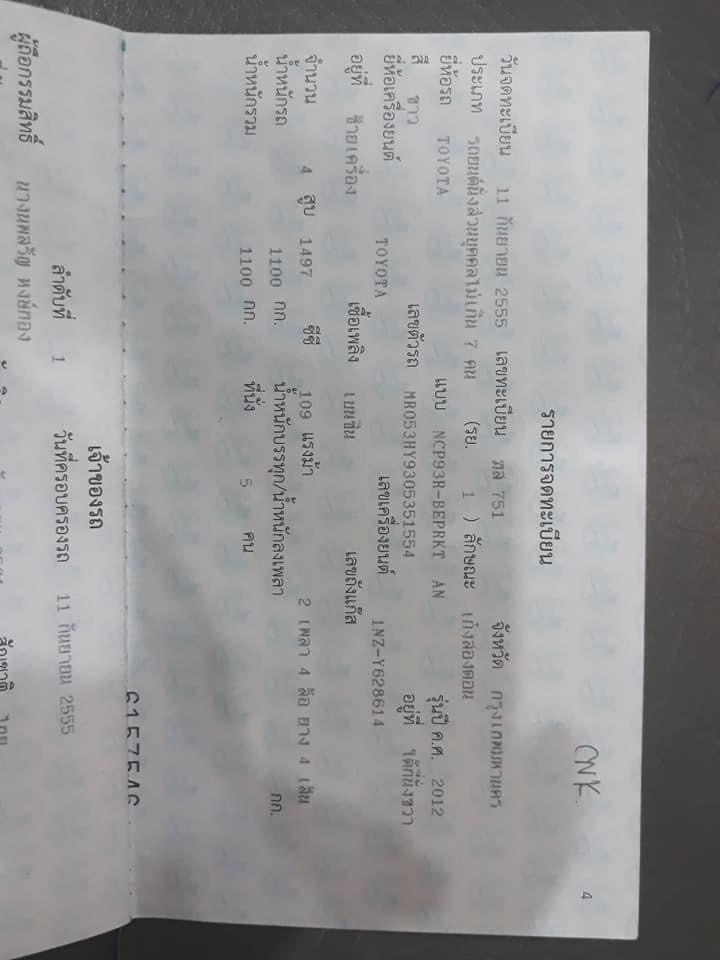 4
รายการจดทะเบียน
วันจดทะเบียน 11 กันยายน 2555 เลขทะเบียน 751 จังหวัด กรุงเทพมหานคร
ประเภท รถยนต์นั่งส่วนบุคคลไม่เกิน 7 คน (รย. 1 ) ลักษณะ เก๋งสองตอน
ยี่ห้อรถ TOYOTA แบบ NCP93R-BEPRKT AN รุ่นปี ค.ศ. 2012
สี ขาว เลขตัวรถ MR053HY9305351554 อยู่ที่ ใต้ที่นั่งขวา
ยี่ห้อเครื่องยนต์ TOYOTA เลขเครื่องยนต์ 1NZ-Y628614
อยู่ที่ ซ้ายเครื่อง เชื้อเพลิง เบนซิน เลขถังแก๊ส
จำนวน 4 สูบ 1497 ซีซี 109 แรงม้า 2 เพลา 4 ล้อ ยาง 4 เส้น
น้ำหนักรถ 1100 กก. น้ำหนักบรรทุก/น้ำหนักลงเพลา กก.
น้ำหนักรวม 1100 กก. ที่นั่ง 5 คน
เจ้าของรถ
ลำดับที่ 1 วันที่ครอบครองรถ 11 กันยายน 2555
ผู้ถือกรรมสิทธิ์ หงษ์ทอง